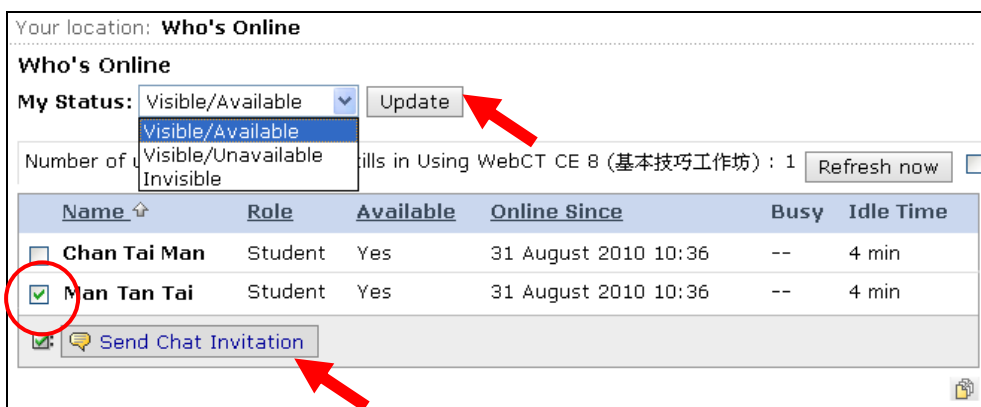 Your location: Who's Online
Who's Online
My Status: Visible/Available Update
Visible/Available
Visible/Unavailable
Invisible
Number of in Using WebCT CE 8 (基本技巧工作坊) : 1 Refresh now
Name Role Available Online Since Busy Idle Time
Chan Tai Man Student Yes 31 August 2010 10:36 -- 4 min
Man Tan Tai Student Yes 31 August 2010 10:36 -- 4 min
Send Chat Invitation